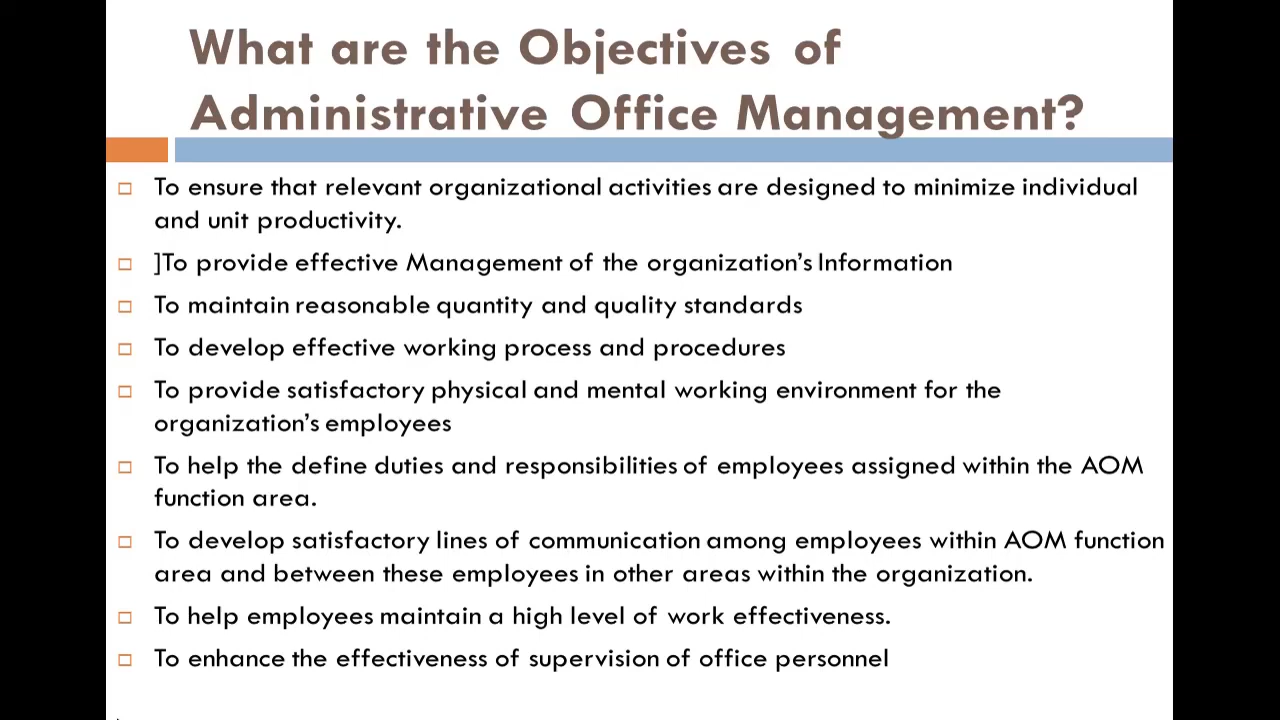 What are the Objectives of
Administrative Office Management?
To ensure that relevant organizational activities are designed to minimize individual
and unit productivity.
]To provide effective Management of the organization’s Information
To maintain reasonable quantity and quality standards
To develop effective working process and procedures
To provide satisfactory physical and mental working environment for the
organization’s employees
To help the define duties and responsibilities of employees assigned within the AOM
function area.
To develop satisfactory lines of communication among employees within AOM function
area and between these employees in other areas within the organization.
To help employees maintain a high level of work effectiveness.
To enhance the effectiveness of supervision of office personnel